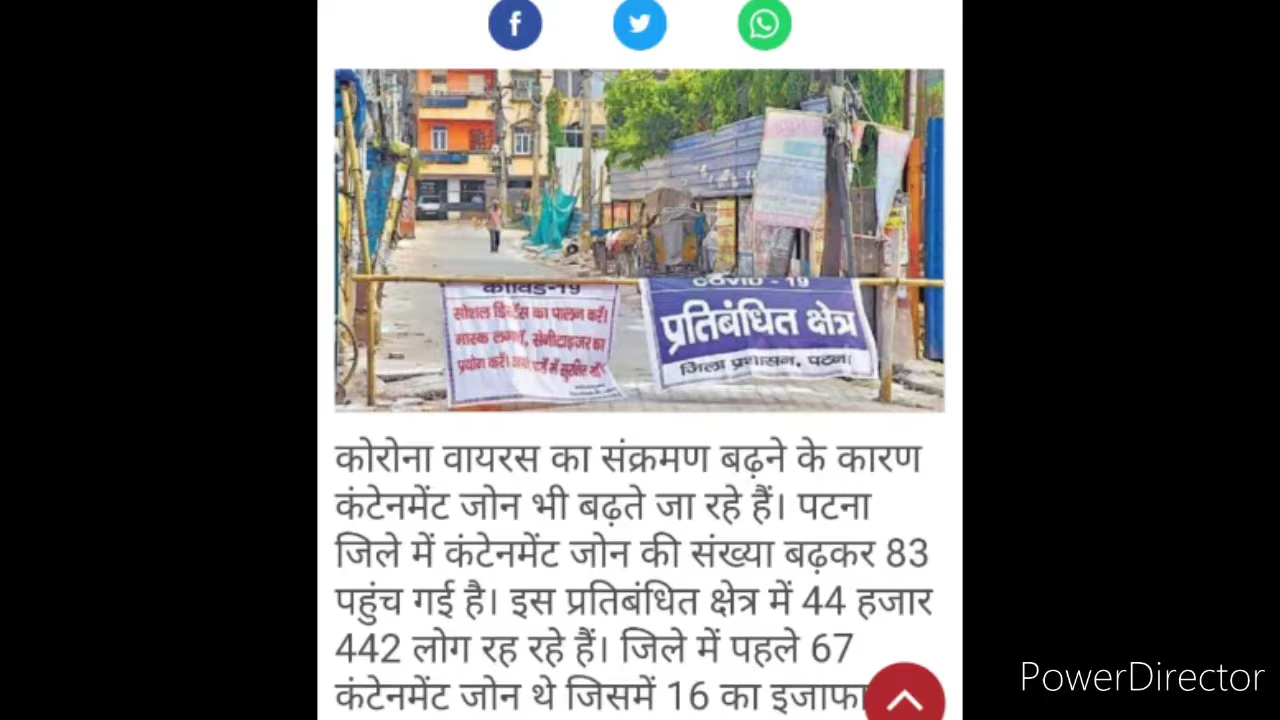 कोविड-19
सोशल का पालन करें।
मास्क सेनीटाइजर का
प्रयोग करें।
COVID - 19
प्रतिबंधित क्षेत्र
जिला प्रशासन, पटना
कोरोना वायरस का संक्रमण बढ़ने के कारण
कंटेनमेंट जोन भी बढ़ते जा रहे हैं। पटना
जिले में कंटेनमेंट जोन की संख्या बढ़कर 83
पहुंच गई है। इस प्रतिबंधित क्षेत्र में 44 हजार
442 लोग रह रहे हैं। जिले में पहले 67
कंटेनमेंट जोन थे जिसमें 16 का इजाफा
PowerDirector